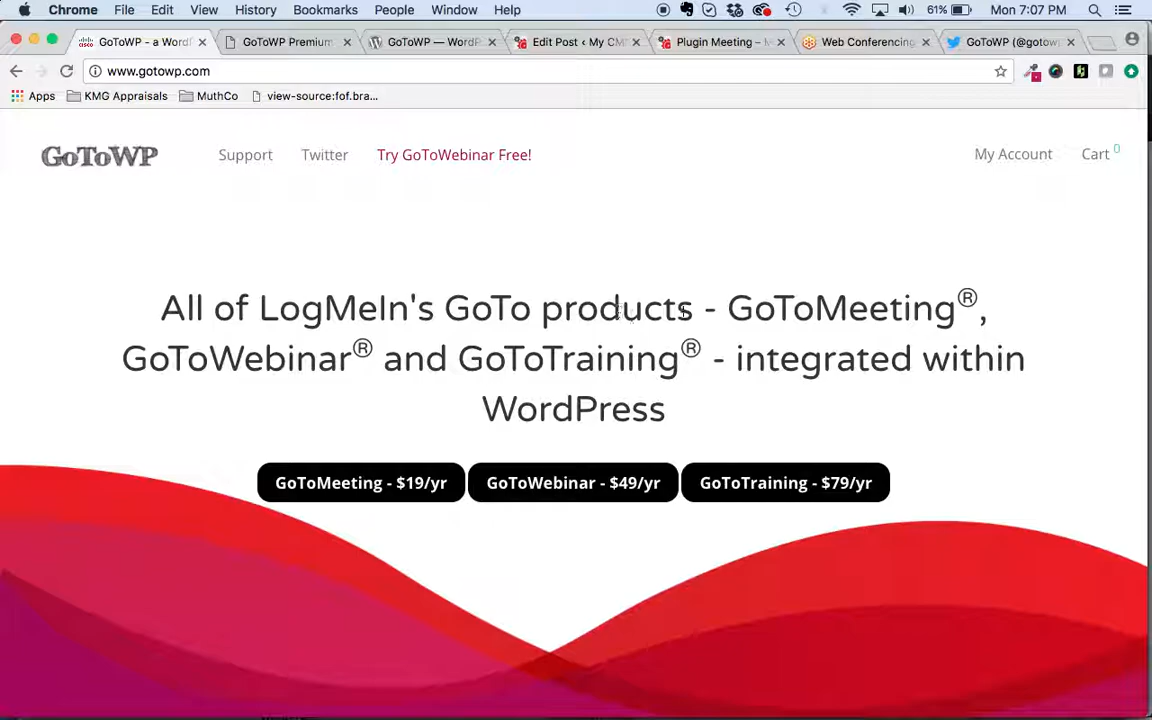 Chrome File Edit View History Bookmarks People Window Help 61% Mon 7:07 PM
GoToWP - a Word GoToWP Premium GoToWP — WordP Edit Post ‹ My CM Plugin Meeting – M Web Conferencing GoToWP (@gotow
www.gotowp.com
Apps KMG Appraisals MuthCo view-source:fof.bra...
GoToWP Support Twitter Try GoToWebinar Free! My Account Cart 0
All of LogMeIn's GoTo products - GoToMeeting®,
GoToWebinar® and GoToTraining® - integrated within
WordPress
GoToMeeting - $19/yr GoToWebinar - $49/yr GoToTraining - $79/yr